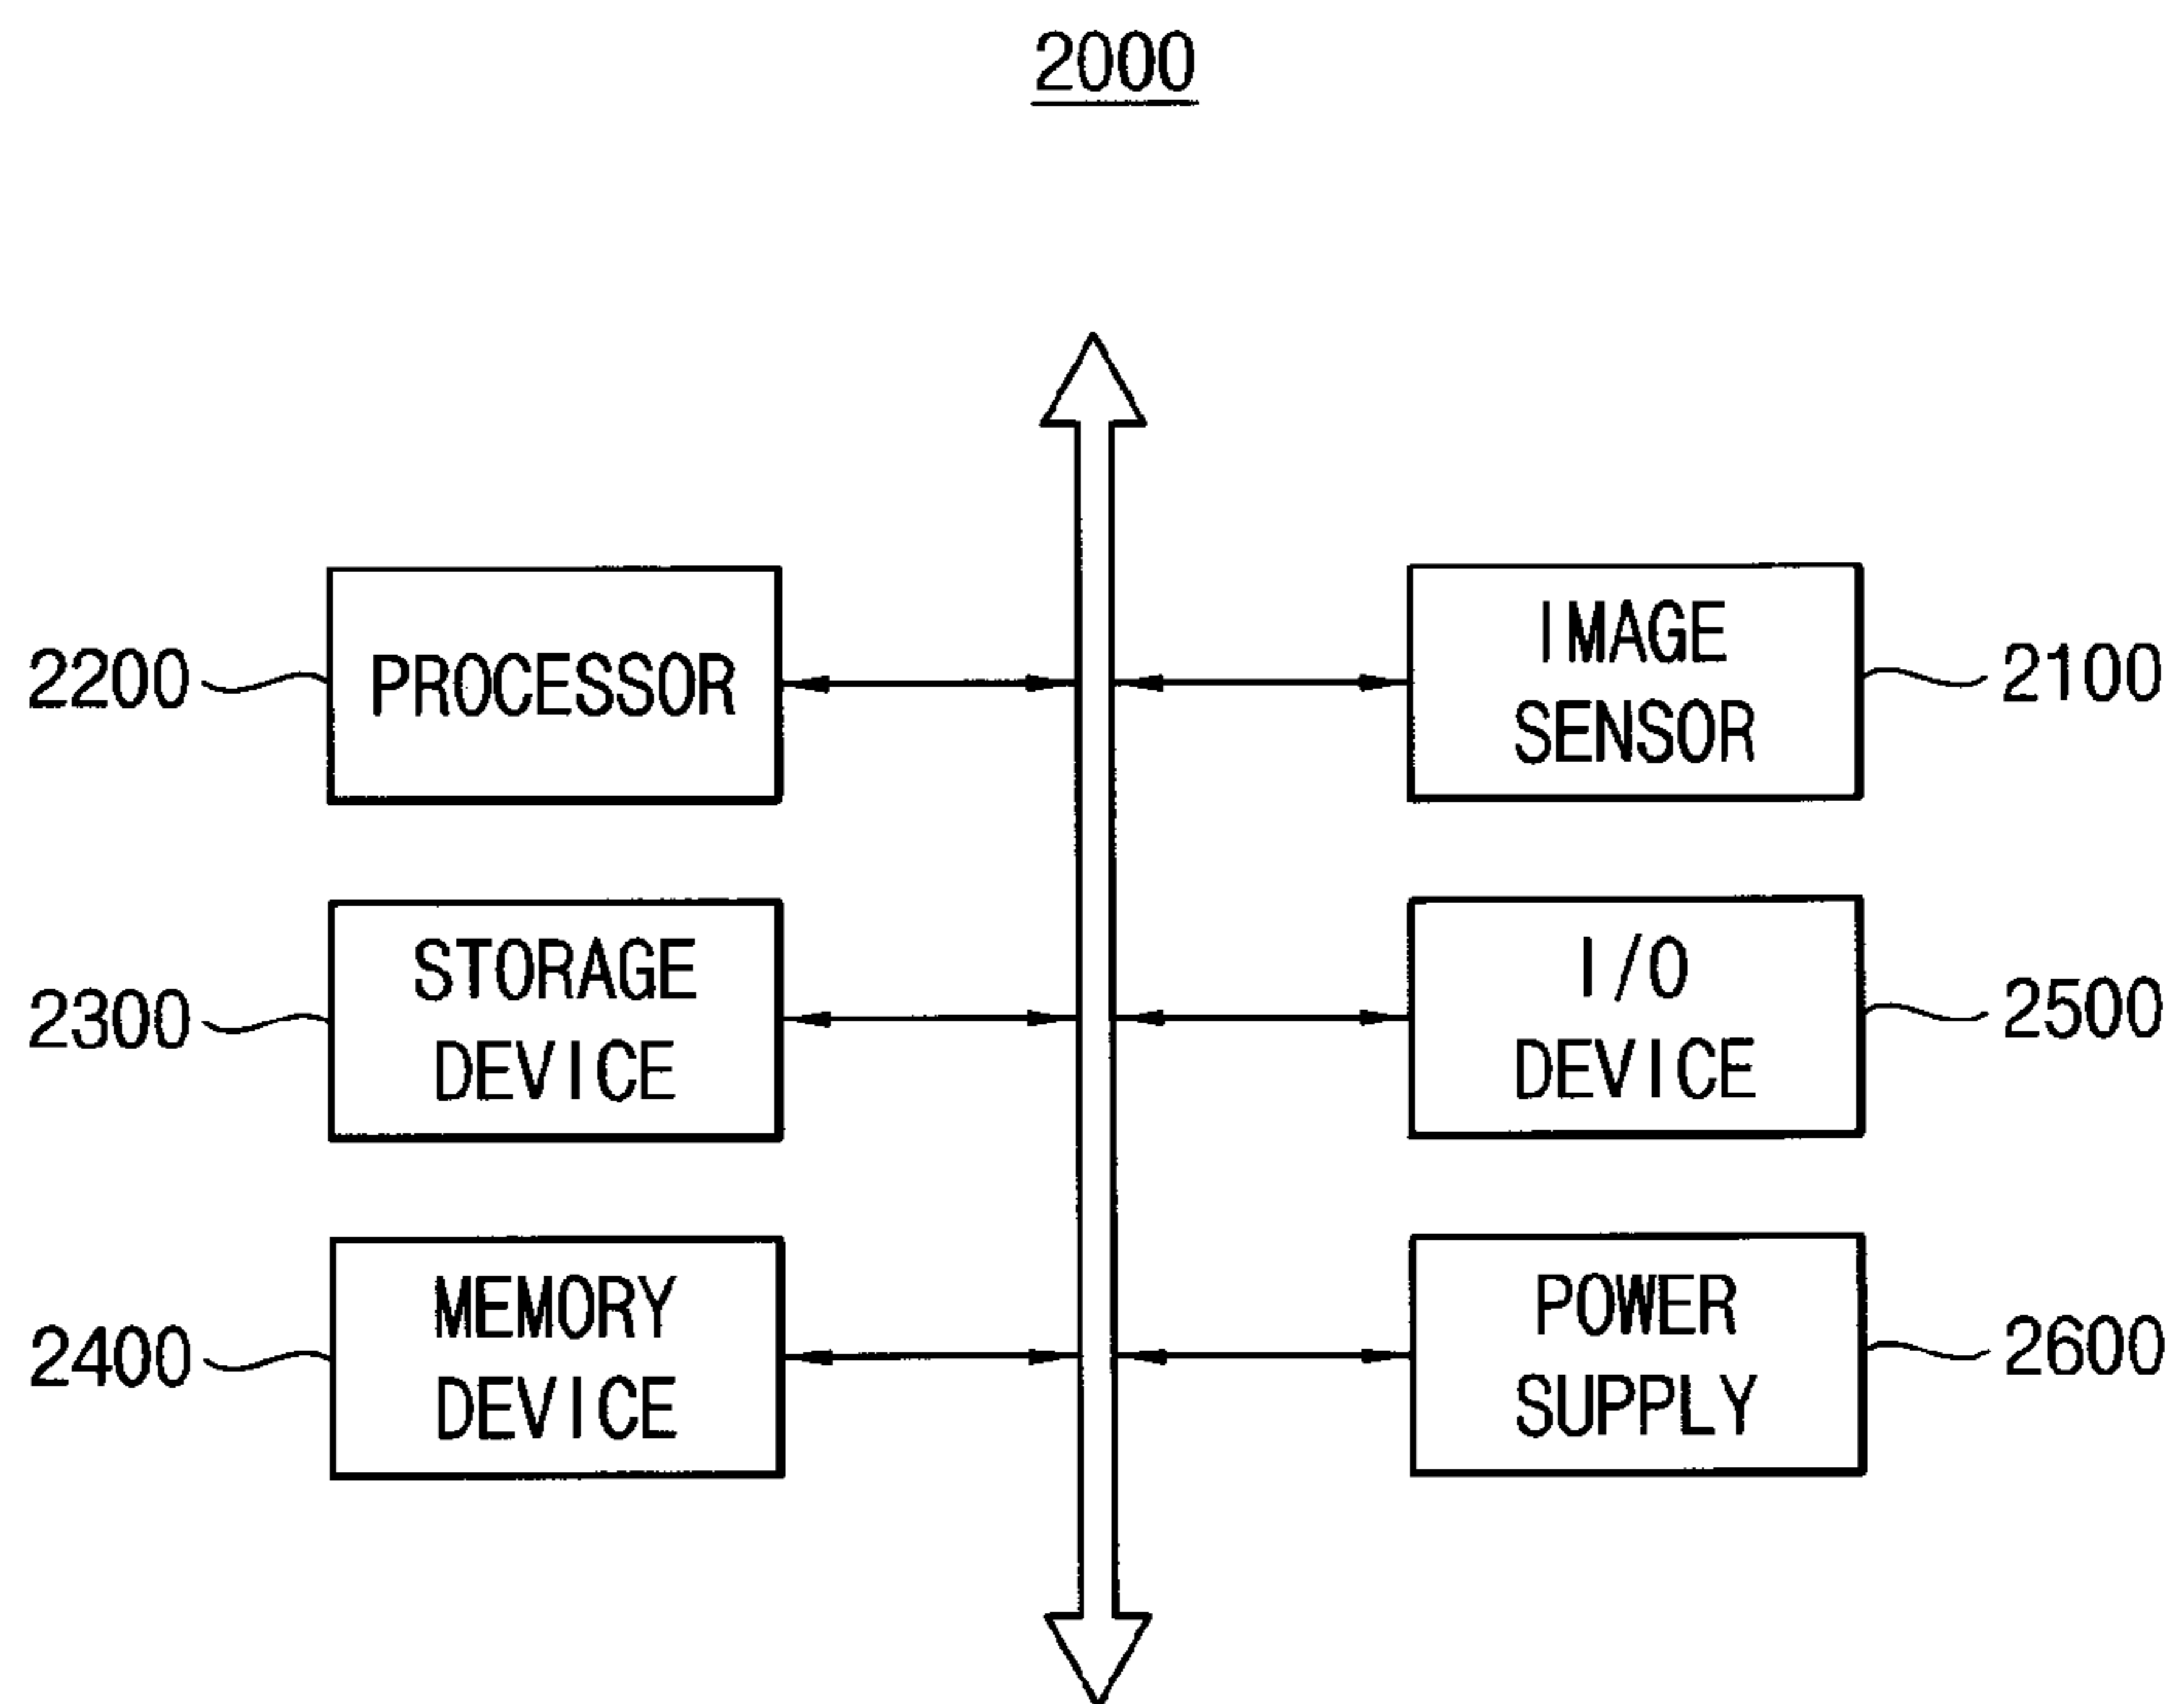 2000
2200
PROCESSOR
IMAGE
SENSOR
2100
2300
STORAGE
DEVICE
I/O
DEVICE
2500
2400
MEMORY
DEVICE
POWER
SUPPLY
2600